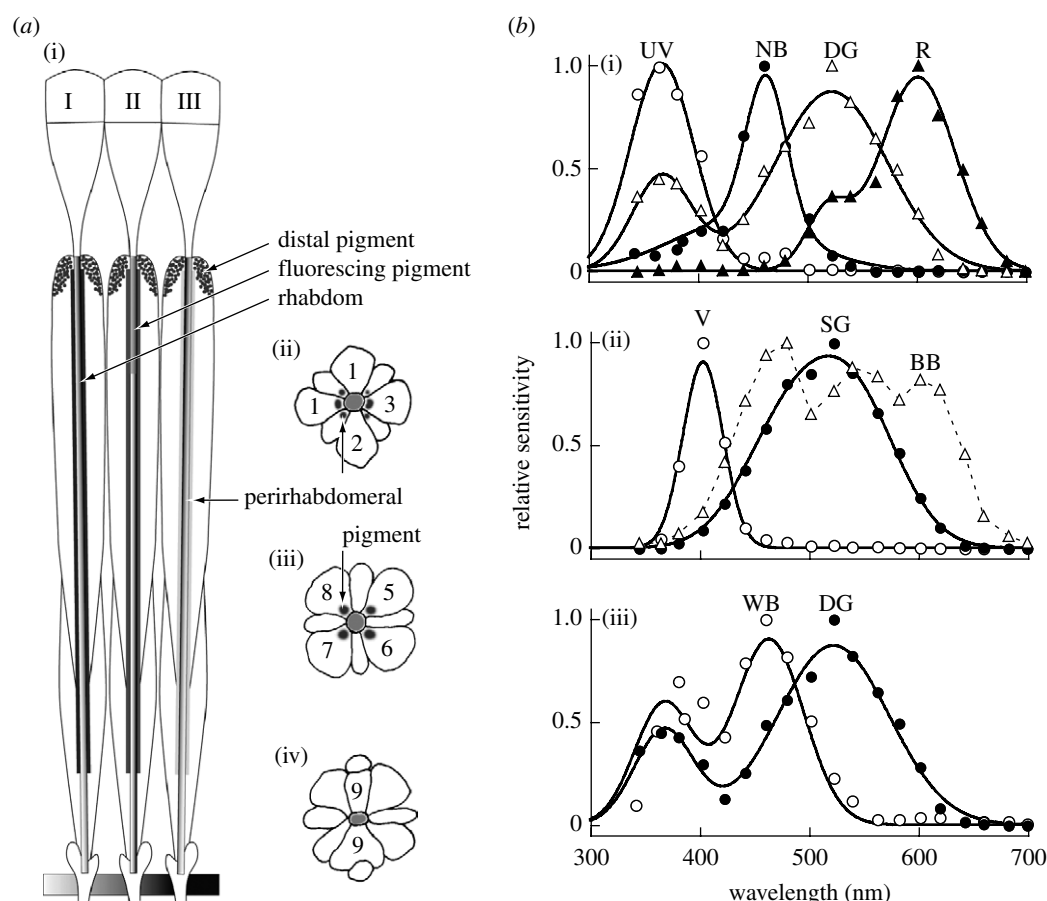 (a)
(i)
I II III
distal pigment
fluorescing pigment
rhabdom
(ii)
1
1 3
2
perirhabdomeral
pigment
(iii)
8 5
7 6
(iv)
9
9
(b)
UV NB DG R
1.0 (i)
0.5
0
V SG BB
1.0 (ii)
0.5
0
relative sensitivity
WB DG
1.0 (iii)
0.5
0
300 400 500 600 700
wavelength (nm)